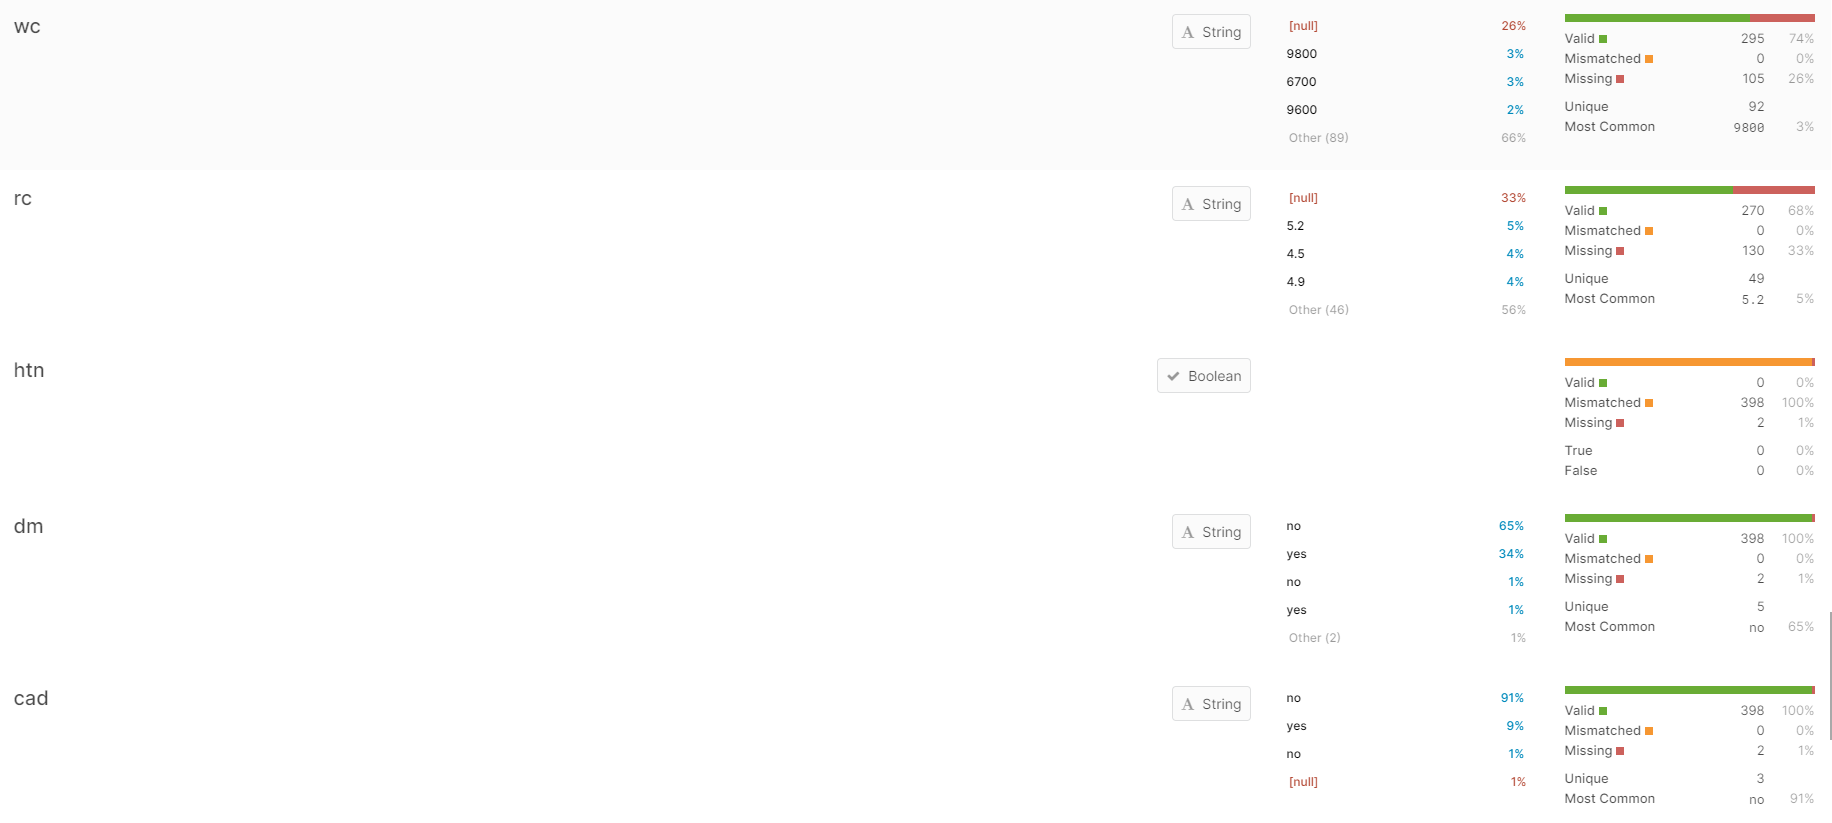 wc
A String
[null] 26%
9800 3%
6700 3%
9600 2%
Other (89) 66%
Valid 295 74%
Mismatched 0 0%
Missing 105 26%
Unique 92
Most Common 9800 3%
rc
A String
[null] 33%
5.2 5%
4.5 4%
4.9 4%
Other (46) 56%
Valid 270 68%
Mismatched 0 0%
Missing 130 33%
Unique 49
Most Common 5.2 5%
htn
Boolean
Valid 0 0%
Mismatched 398 100%
Missing 2 1%
True 0 0%
False 0 0%
dm
A String
no 65%
yes 34%
no 1%
yes 1%
Other (2) 1%
Valid 398 100%
Mismatched 0 0%
Missing 2 1%
Unique 5
Most Common no 65%
cad
A String
no 91%
yes 9%
no 1%
[null] 1%
Valid 398 100%
Mismatched 0 0%
Missing 2 1%
Unique 3
Most Common no 91%